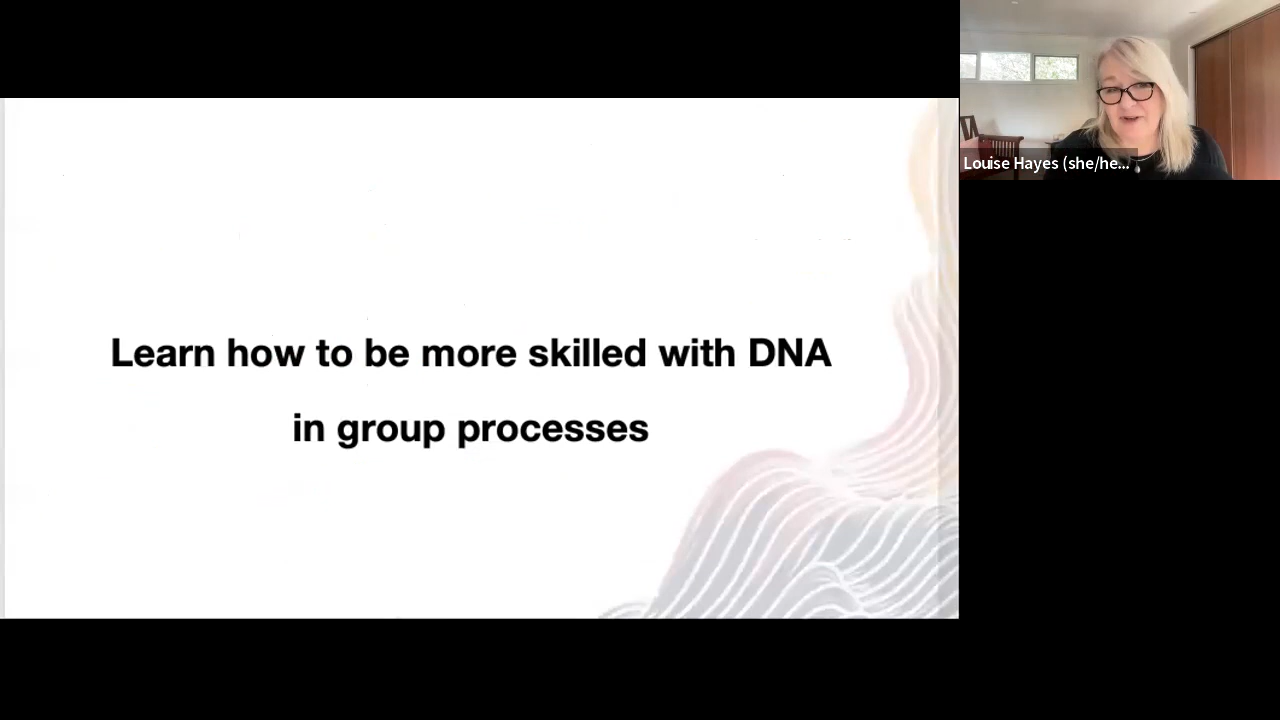 Learn how to be more skilled with DNA
in group processes
Louise Hayes (she/he...